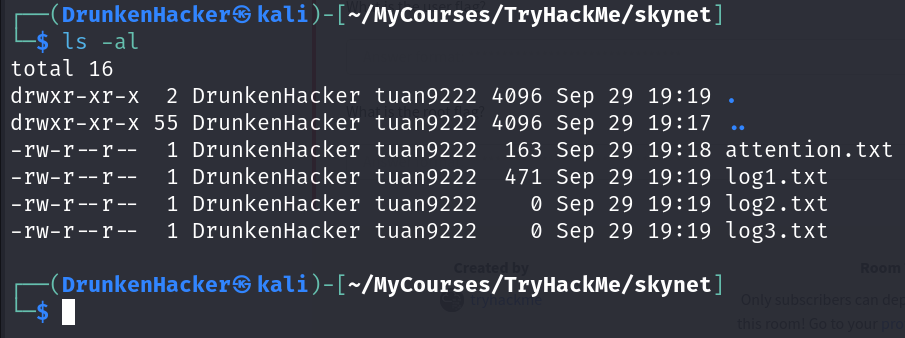 ┌──(DrunkenHacker㉿kali)-[~/MyCourses/TryHackMe/skynet]
└─$ ls -al
total 16
drwxr-xr-x  2 DrunkenHacker tuan9222 4096 Sep 29 19:19 .
drwxr-xr-x 55 DrunkenHacker tuan9222 4096 Sep 29 19:17 ..
-rw-r--r--  1 DrunkenHacker tuan9222  163 Sep 29 19:18 attention.txt
-rw-r--r--  1 DrunkenHacker tuan9222  471 Sep 29 19:19 log1.txt
-rw-r--r--  1 DrunkenHacker tuan9222    0 Sep 29 19:19 log2.txt
-rw-r--r--  1 DrunkenHacker tuan9222    0 Sep 29 19:19 log3.txt
Created by Room
┌──(DrunkenHacker㉿kali)-[~/MyCourses/TryHackMe/skynet]
└─$
tryhackme Only subscribers can
this room! Go to your